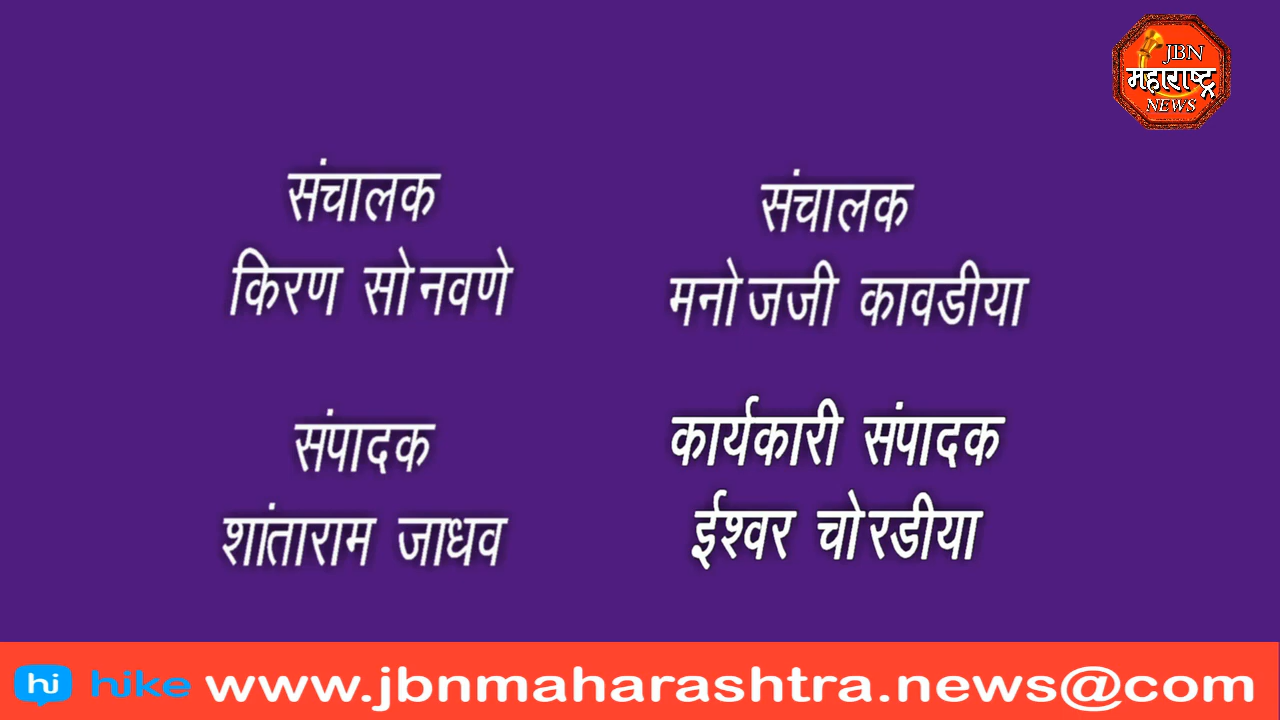 JBN
महाराष्ट्र
NEWS
संचालक
किरण सोनवणे
संचालक
मनोजजी कावडीया
संपादक
शांताराम जाधव
कार्यकारी संपादक
ईश्वर चोरडीया
hi hike www.jbnmaharashtra.news@com